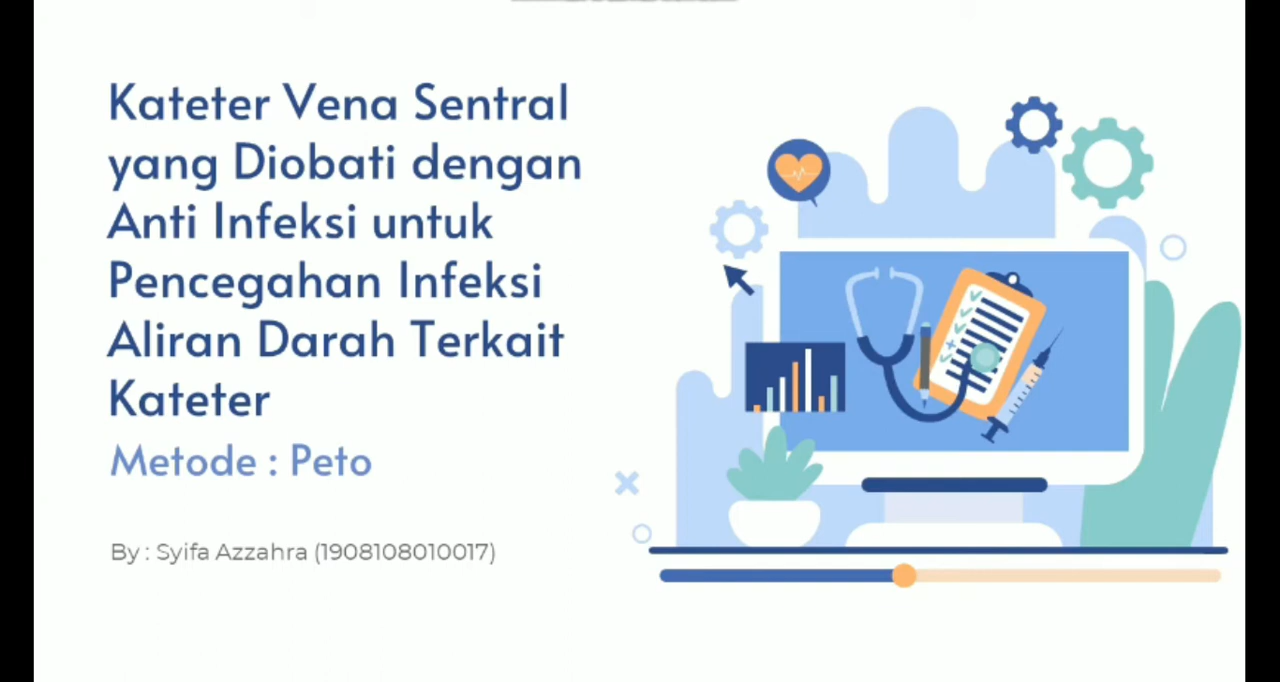 Kateter Vena Sentral
yang Diobati dengan
Anti Infeksi untuk
Pencegahan Infeksi
Aliran Darah Terkait
Kateter
Metode : Peto
By : Syifa Azzahra (1908108010017)